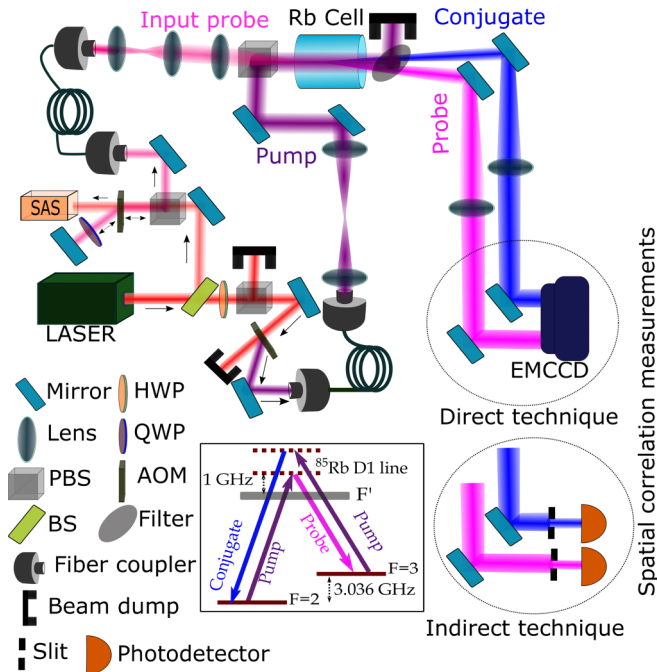 Input probe
Rb Cell
Conjugate
Probe
Pump
SAS
LASER
EMCCD
Direct technique
Spatial correlation measurements
Mirror
HWP
Lens
QWP
PBS
AOM
BS
Filter
Fiber coupler
Beam dump
Slit
Photodetector
1 GHz
⁸⁵Rb D1 line
F'
Conjugate
Pump
Probe
Pump
F=2
F=3
3.036 GHz
Indirect technique